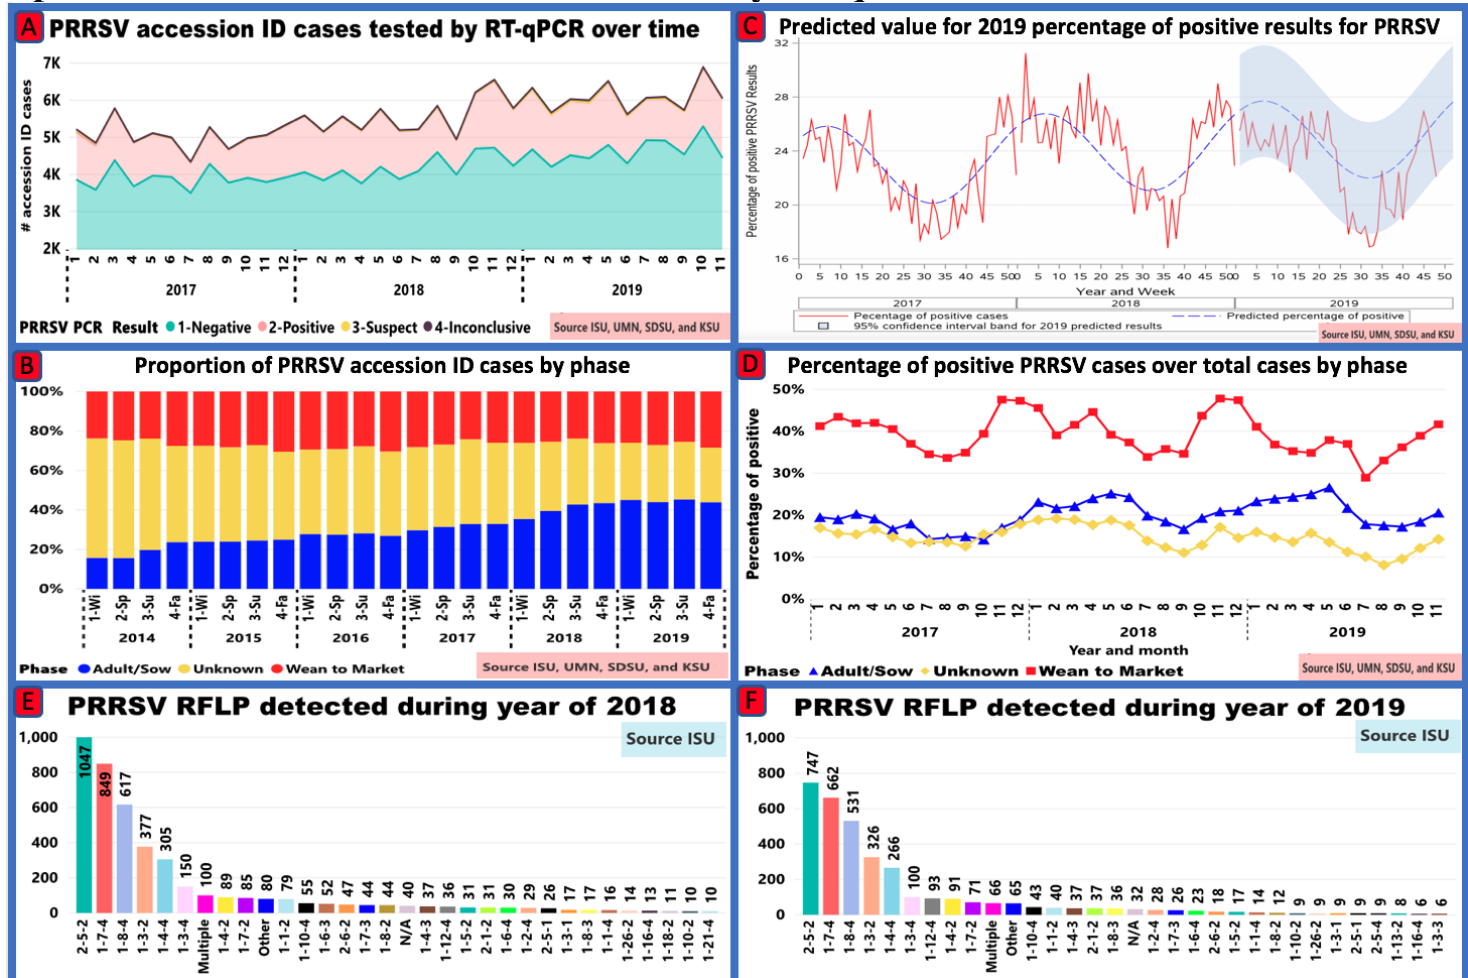 A PRRSV accession ID cases tested by RT-qPCR over time
# accession ID cases
7K
6K
5K
4K
3K
2K
1 2 3 4 5 6 7 8 9 10 11 12 1 2 3 4 5 6 7 8 9 10 11 12 1 2 3 4 5 6 7 8 9 10 11
2017 2018 2019
PRRSV PCR Result 1-Negative 2-Positive 3-Suspect 4-Inconclusive
Source ISU, UMN, SDSU, and KSU
C Predicted value for 2019 percentage of positive results for PRRSV
Percentage of positive PRRSV Results
32
28
24
20
16
0 5 10 15 20 25 30 35 40 45 500 5 10 15 20 25 30 35 40 45 500 5 10 15 20 25 30 35 40 45 50
Year and Week
2017 2018 2019
Pecentage of positive cases Predicted percentage of positive
95% confidence interval band for 2019 predicted results
Source ISU, UMN, SDSU, and KSU
B Proportion of PRRSV accession ID cases by phase
100%
80%
60%
40%
20%
0%
1-Wi 2-Sp 3-Su 4-Fa 1-Wi 2-Sp 3-Su 4-Fa 1-Wi 2-Sp 3-Su 4-Fa 1-Wi 2-Sp 3-Su 4-Fa 1-Wi 2-Sp 3-Su 4-Fa 1-Wi 2-Sp 3-Su 4-Fa
2014 2015 2016 2017 2018 2019
Phase Adult/Sow Unknown Wean to Market
Source ISU, UMN, SDSU, and KSU
D Percentage of positive PRRSV cases over total cases by phase
Percentage of positive
50%
40%
30%
20%
10%
0%
1 2 3 4 5 6 7 8 9 10 11 12 1 2 3 4 5 6 7 8 9 10 11 12 1 2 3 4 5 6 7 8 9 10 11
2017 2018 2019
Year and month
Phase Adult/Sow Unknown Wean to Market
Source ISU, UMN, SDSU, and KSU
E PRRSV RFLP detected during year of 2018
Source ISU
1,000
800
600
400
200
0
1047 849 617 377 305 150 100 89 85 80 79 55 52 47 44 44 40 37 36 31 31 30 29 26 17 17 16 14 13 11 10 10
2-5-2 1-7-4 1-8-4 1-3-2 1-4-4 1-3-4 Multiple 1-4-2 1-7-2 Other 1-1-2 1-10-4 1-6-3 2-6-2 1-7-3 1-8-2 N/A 1-4-3 1-12-4 1-5-2 2-1-2 1-6-4 1-2-4 2-5-1 1-3-1 1-8-3 1-4-1 1-26-2 1-16-4 1-18-2 1-10-2 1-21-4
F PRRSV RFLP detected during year of 2019
Source ISU
1,000
800
600
400
200
0
747 662 531 326 266 100 93 91 71 66 65 43 40 37 37 36 32 28 26 23 18 17 14 12 9 9 9 9 9 8 6 6
2-5-2 1-7-4 1-8-4 1-3-2 1-4-4 1-3-4 1-12-4 1-4-2 1-7-2 Multiple Other 1-10-4 1-1-2 1-4-3 2-1-2 1-8-3 N/A 1-2-4 1-7-3 1-6-4 2-6-2 1-5-2 1-1-4 1-8-2 1-10-2 1-26-2 1-3-1 2-5-1 2-5-4 1-13-2 1-16-4 1-3-3